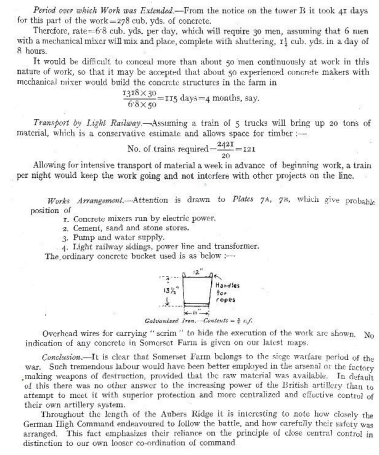 Period over which Work was Extended.—From the notice on the tower B it took 41 days
for this part of the work=278 cub. yds. of concrete.
Therefore, rate=6·8 cub. yds. per day, which will require 30 men, assuming that 6 men
with a mechanical mixer will mix and place, complete with shuttering, 1⅓ cub. yds. in a day of
8 hours.
It would be difficult to conceal more than about 50 men continuously at work in this
nature of work, so that it may be accepted that about 50 experienced concrete makers with
mechanical mixer would build the concrete structures in the farm in
1318 × 30
6·8 × 50
=115 days=4 months, say.
Transport by Light Railway.—Assuming a train of 5 trucks will bring up 20 tons of
material, which is a conservative estimate and allows space for timber :—
No. of trains required=2421/20=121
Allowing for intensive transport of material a week in advance of beginning work, a train
per night would keep the work going and not interfere with other projects on the line.
Works Arrangement.—Attention is drawn to Plates 7A, 7B, which give probable
position of
1. Concrete mixers run by electric power.
2. Cement, sand and stone stores.
3. Pump and water supply.
4. Light railway sidings, power line and transformer.
The ordinary concrete bucket used is as below :—
12"
13½"
Handles
for
ropes
Galvanized Iron. Contents = ¾ c.f.
Overhead wires for carrying "scrim" to hide the execution of the work are shown. No
indication of any concrete in Somerset Farm is given on our latest maps.
Conclusion.—It is clear that Somerset Farm belongs to the siege warfare period of the
war. Such tremendous labour would have been better employed in the arsenal or the factory
making weapons of destruction, provided that the raw material was available. In default
of this there was no other answer to the increasing power of the British artillery than to
attempt to meet it with superior protection and more centralized and effective control of
their own artillery system.
Throughout the length of the Aubers Ridge it is interesting to note how closely the
German High Command endeavoured to follow the battle, and how carefully their safety was
arranged. This fact emphasizes their reliance on the principle of close central control in
distinction to our own looser co-ordination of command